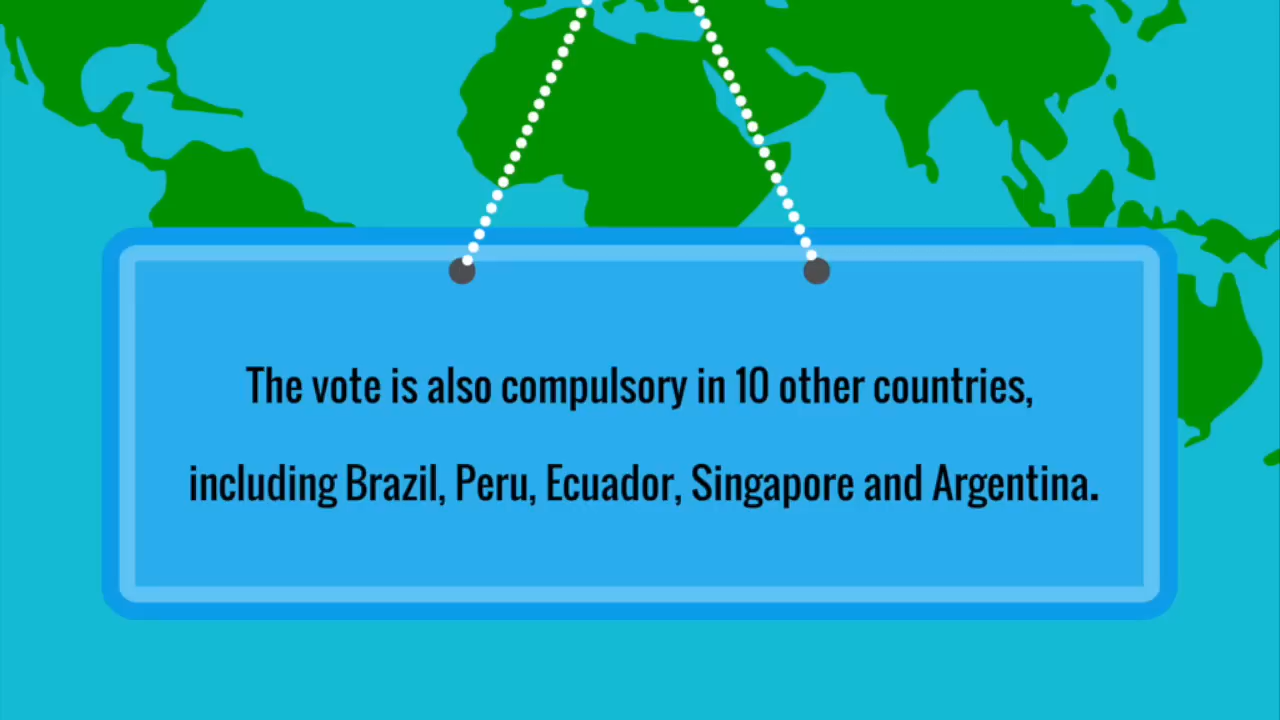 The vote is also compulsory in 10 other countries,
including Brazil, Peru, Ecuador, Singapore and Argentina.